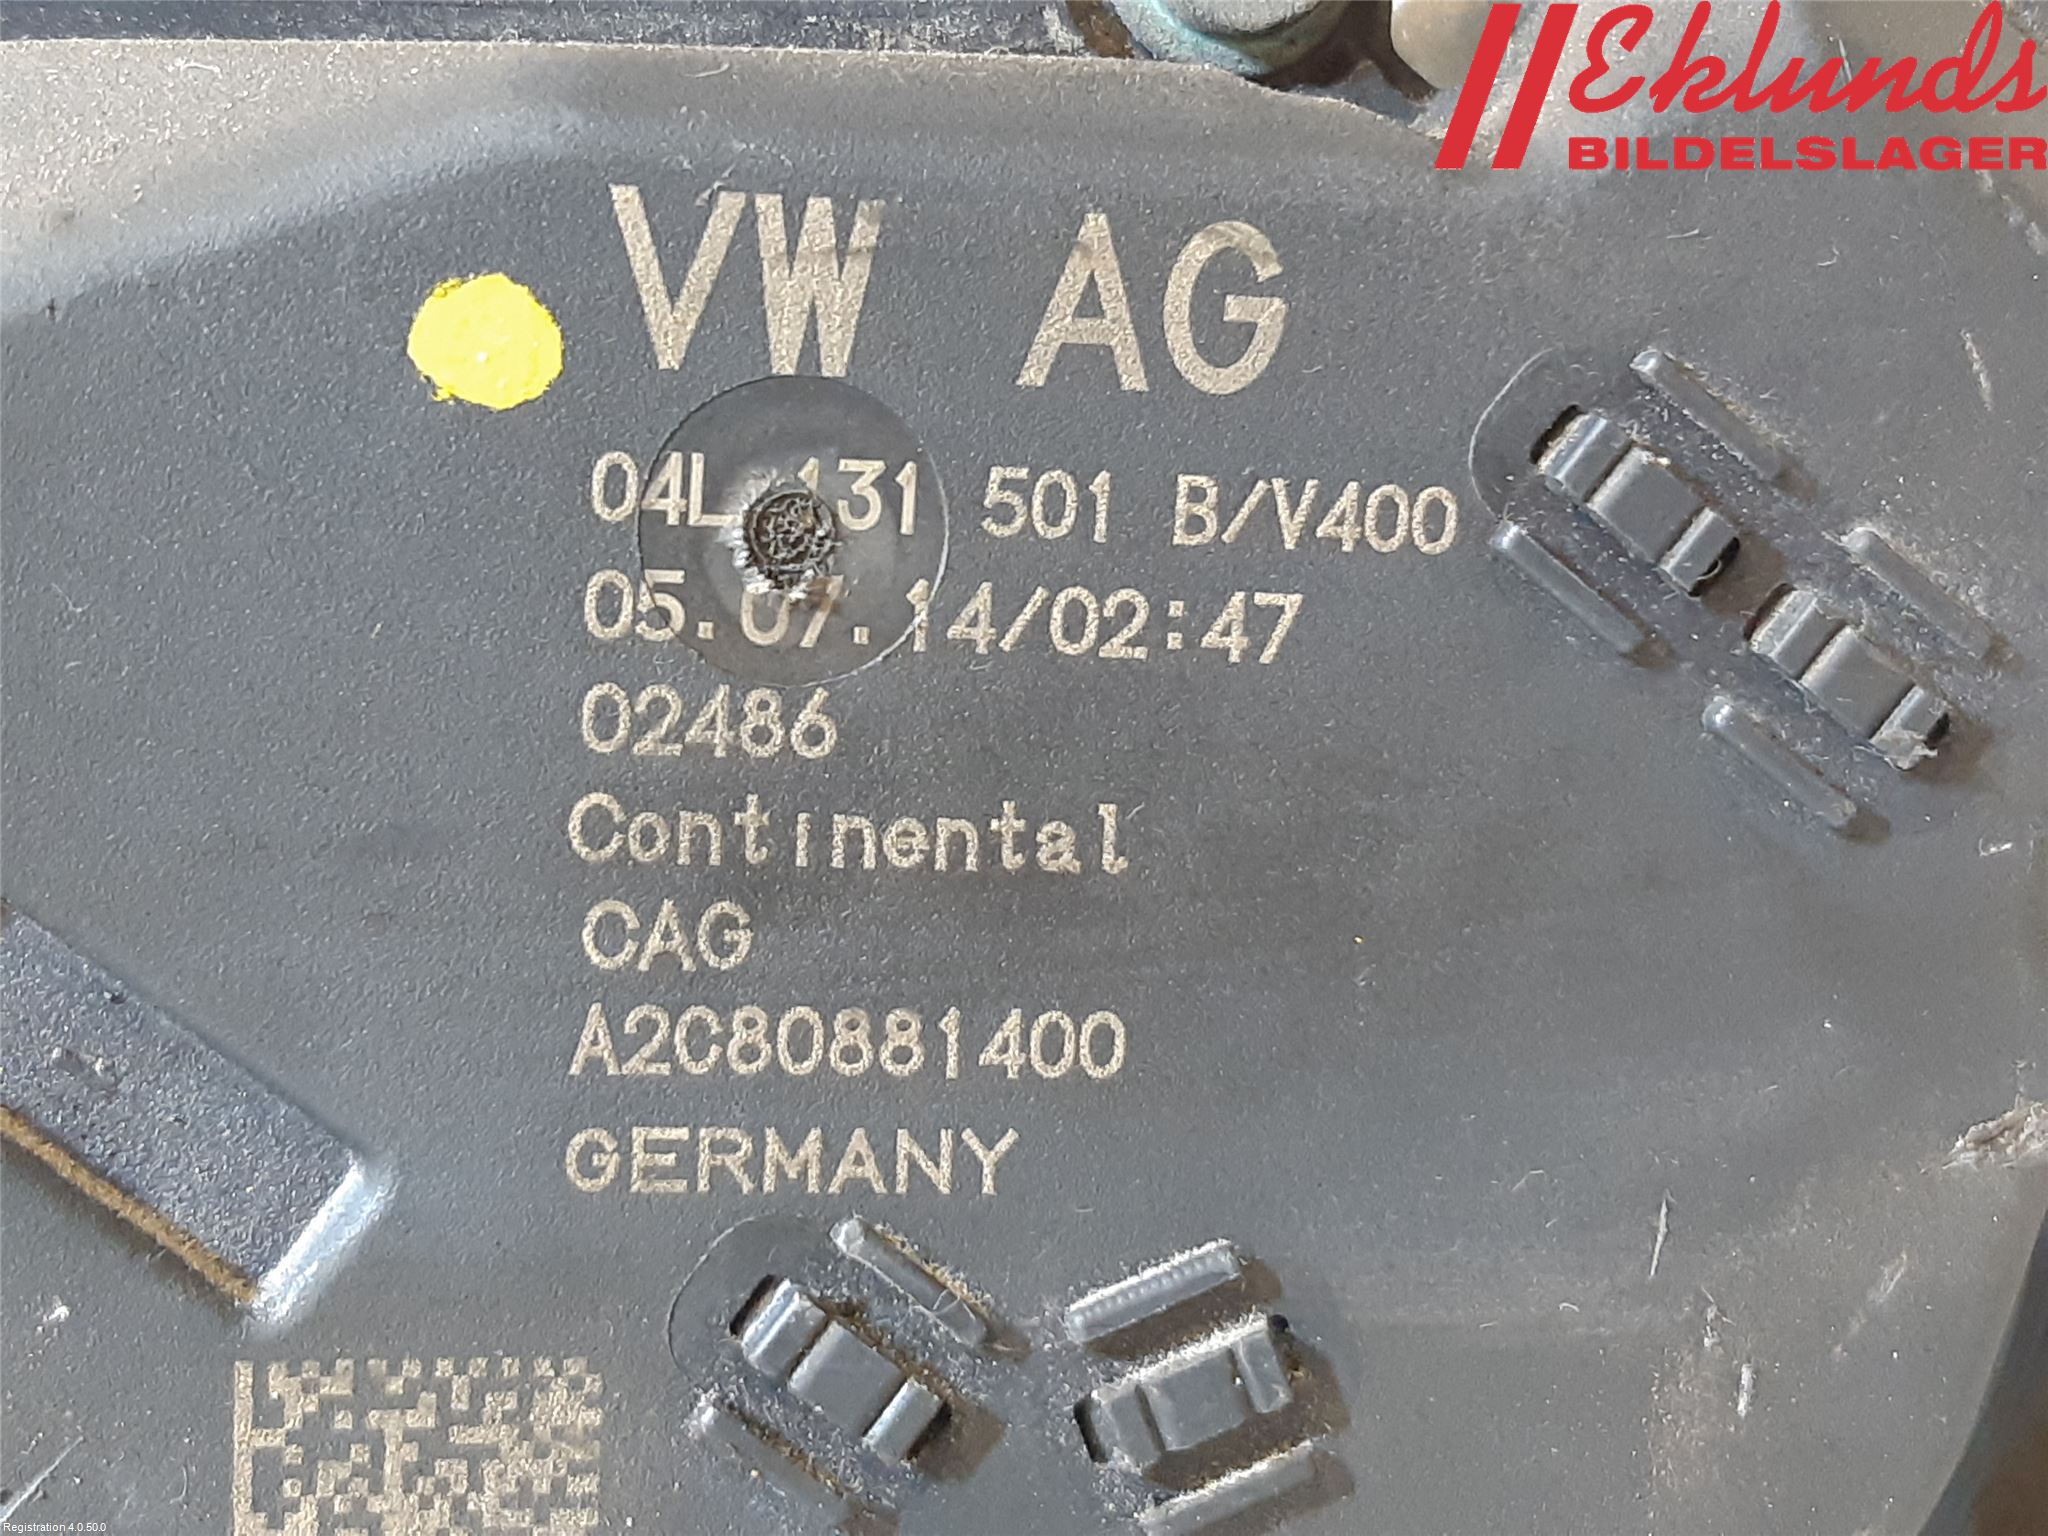 Eklunds
BILDELSLAGER
VW AG
04L 131 501 B/V400
05.07.14/02:47
02486
Continental
CAG
A2C80881400
GERMANY
Registration 4.0.50.0